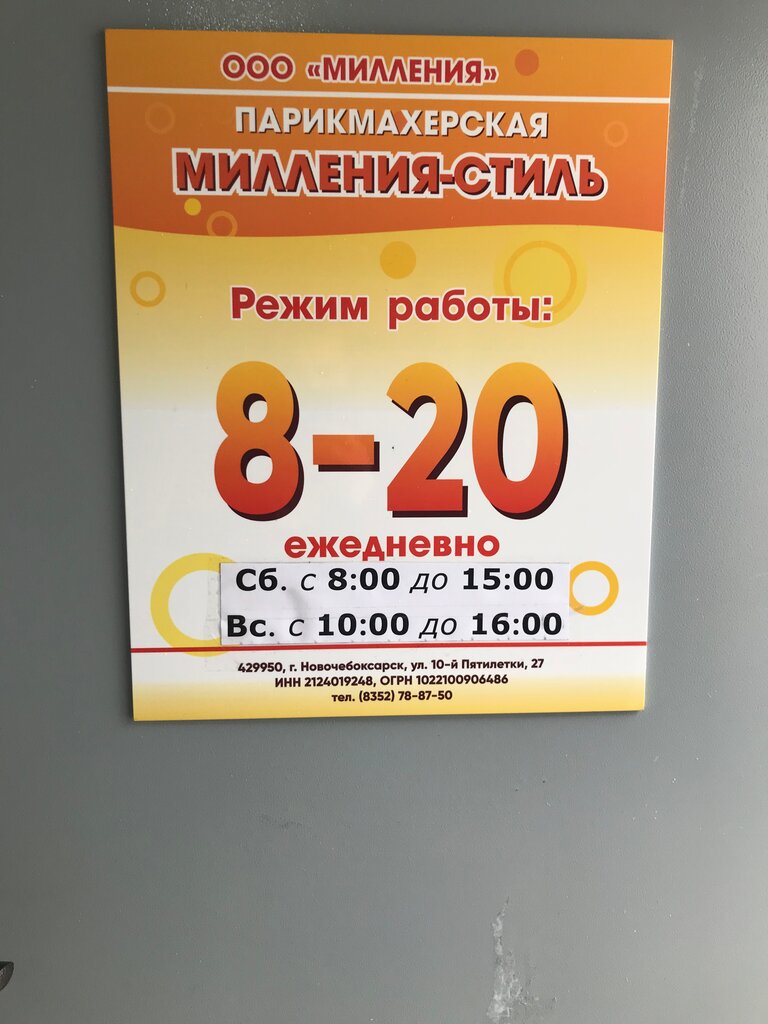 ООО «МИЛЛЕНИЯ»
ПАРИКМАХЕРСКАЯ
МИЛЛЕНИЯ-СТИЛЬ
Режим работы:
8-20
ежедневно
Сб. с 8:00 до 15:00
Вс. с 10:00 до 16:00
429950, г. Новочебоксарск, ул. 10-й Пятилетки, 27
ИНН 2124019248, ОГРН 1022100906486
тел. (8352) 78-87-50